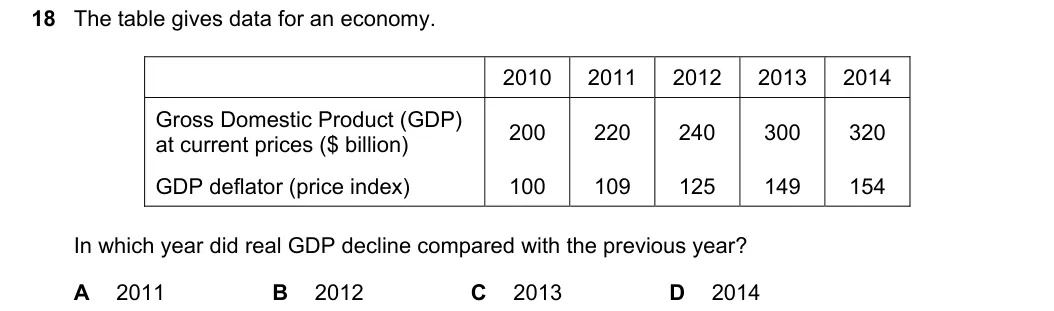 18 The table gives data for an economy.
2010 2011 2012 2013 2014
Gross Domestic Product (GDP)
at current prices ($ billion) 200 220 240 300 320
GDP deflator (price index) 100 109 125 149 154
In which year did real GDP decline compared with the previous year?
A 2011 B 2012 C 2013 D 2014